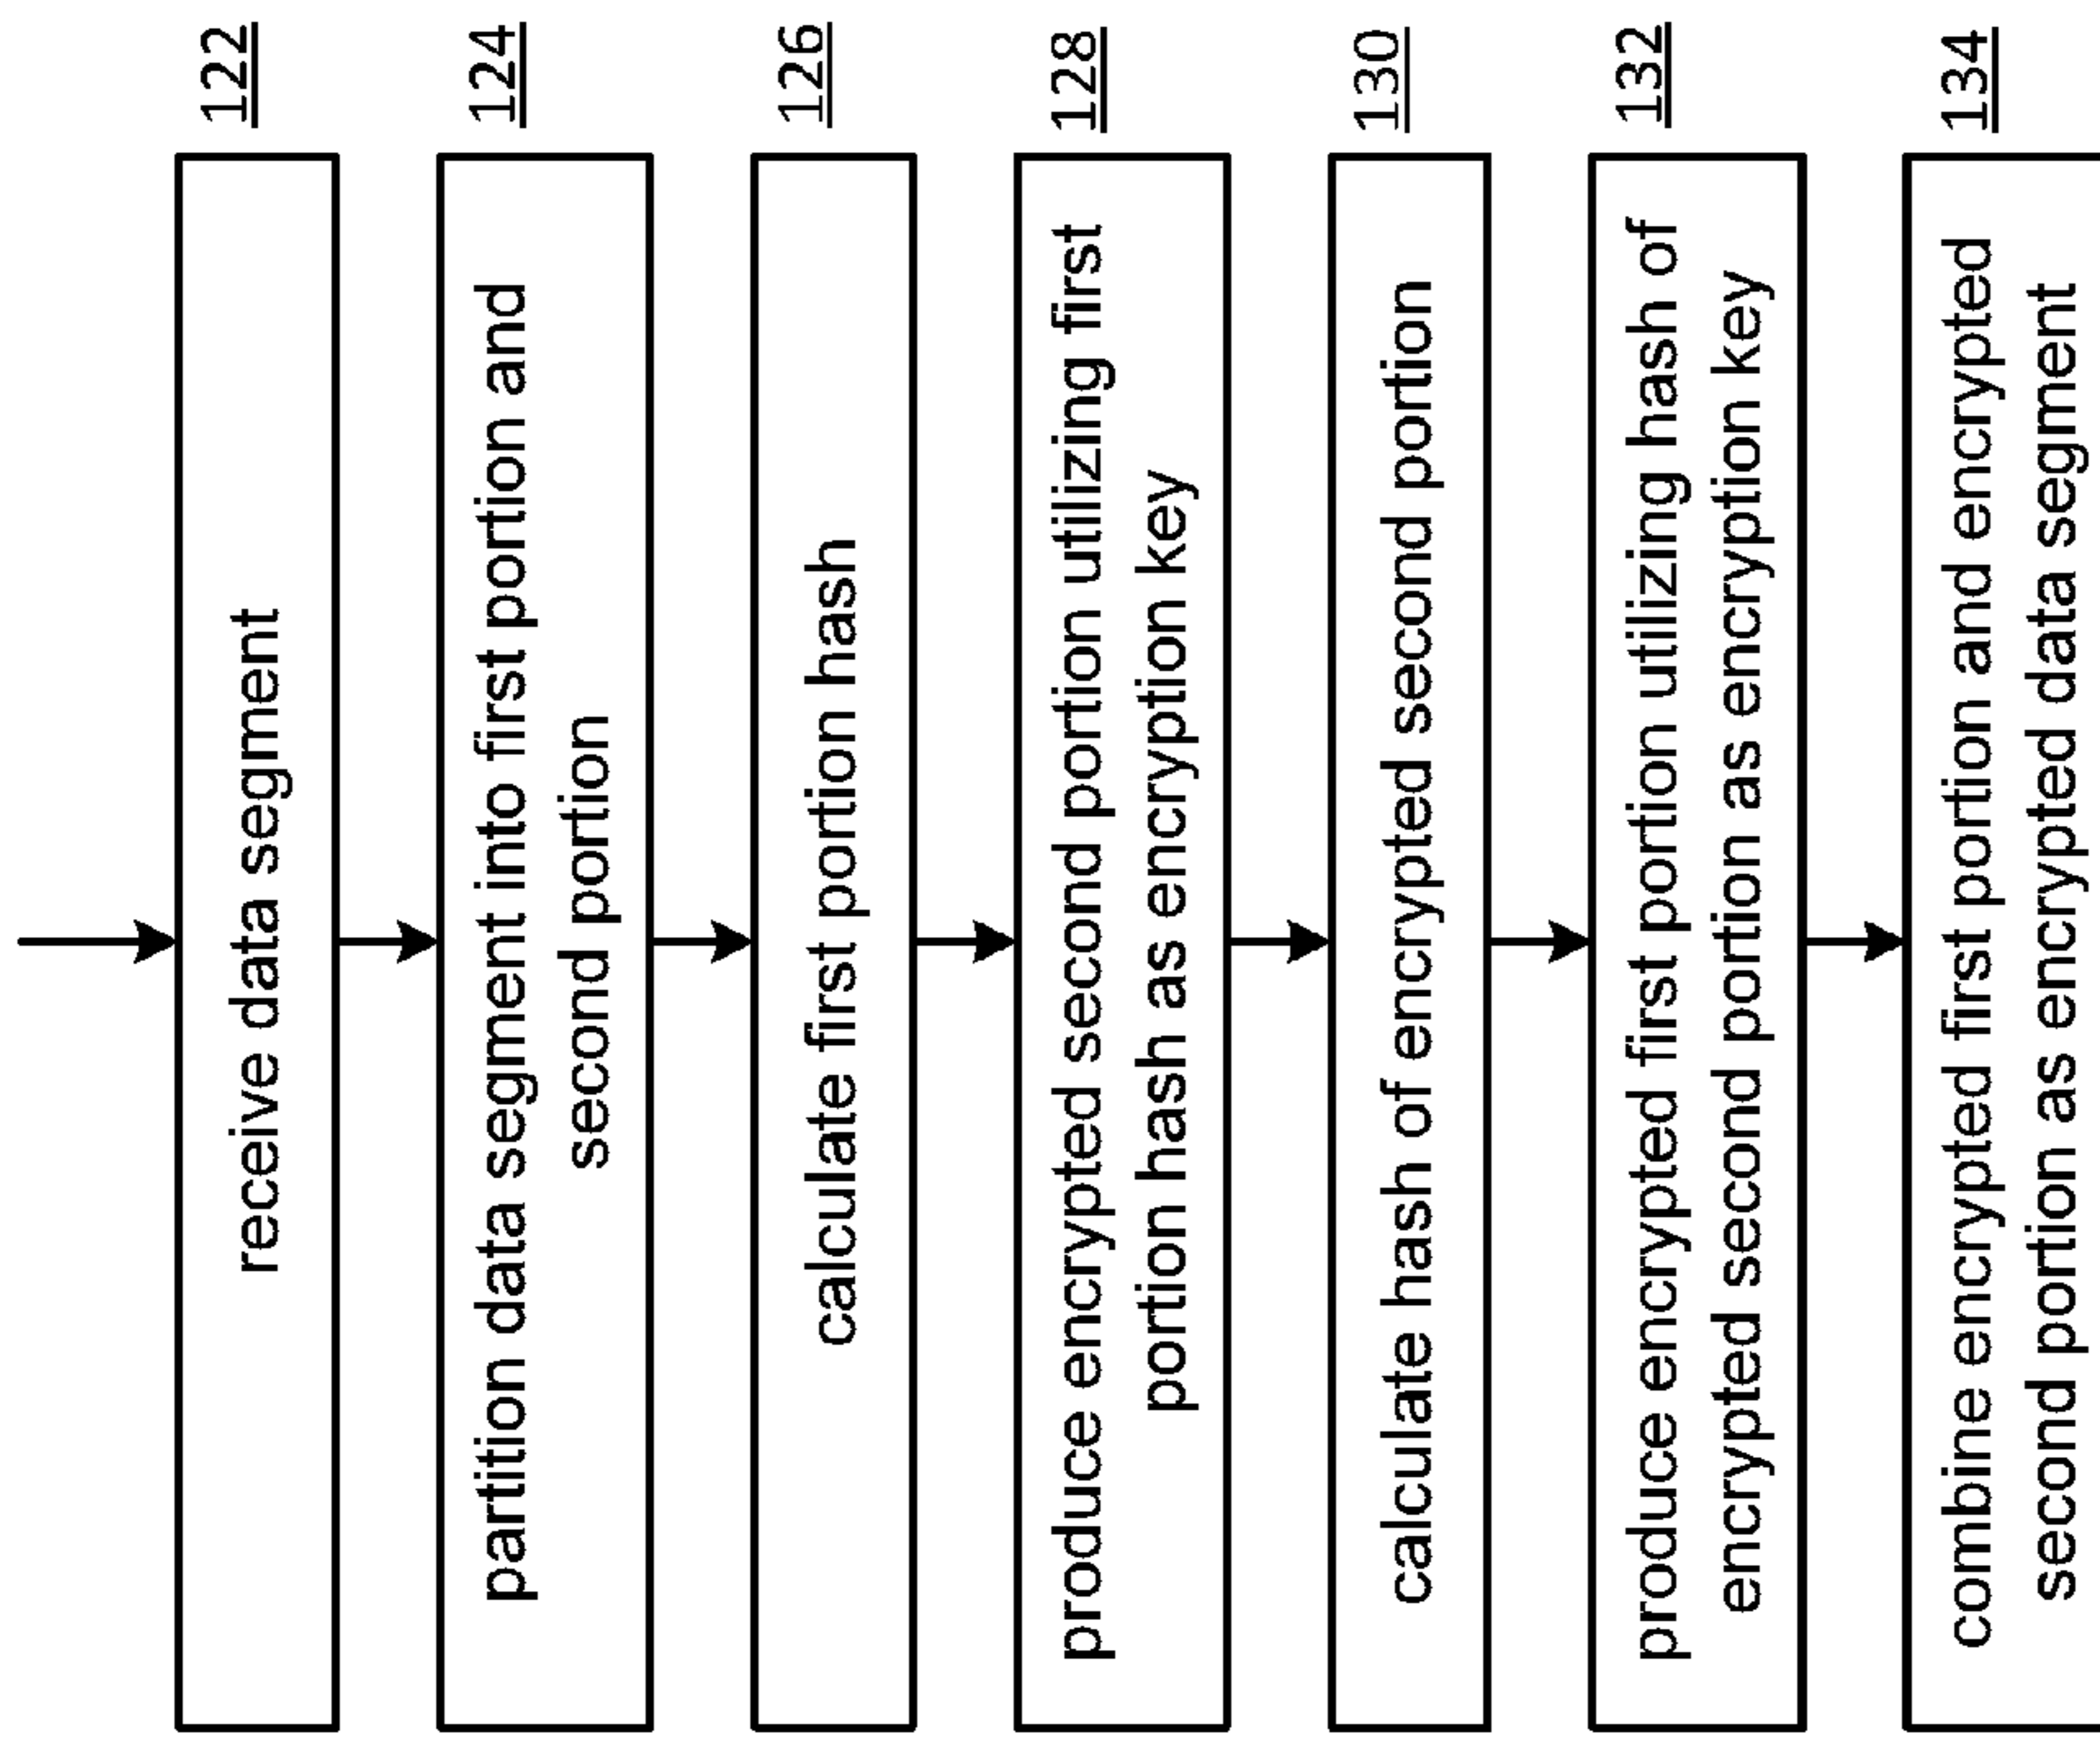 122
receive data segment
124
partition data segment into first portion and
second portion
126
calculate first portion hash
128
produce encrypted second portion utilizing first
portion hash as encryption key
130
calculate hash of encrypted second portion
132
produce encrypted first portion utilizing hash of
encrypted second portion as encryption key
134
combine encrypted first portion and encrypted
second portion as encrypted data segment